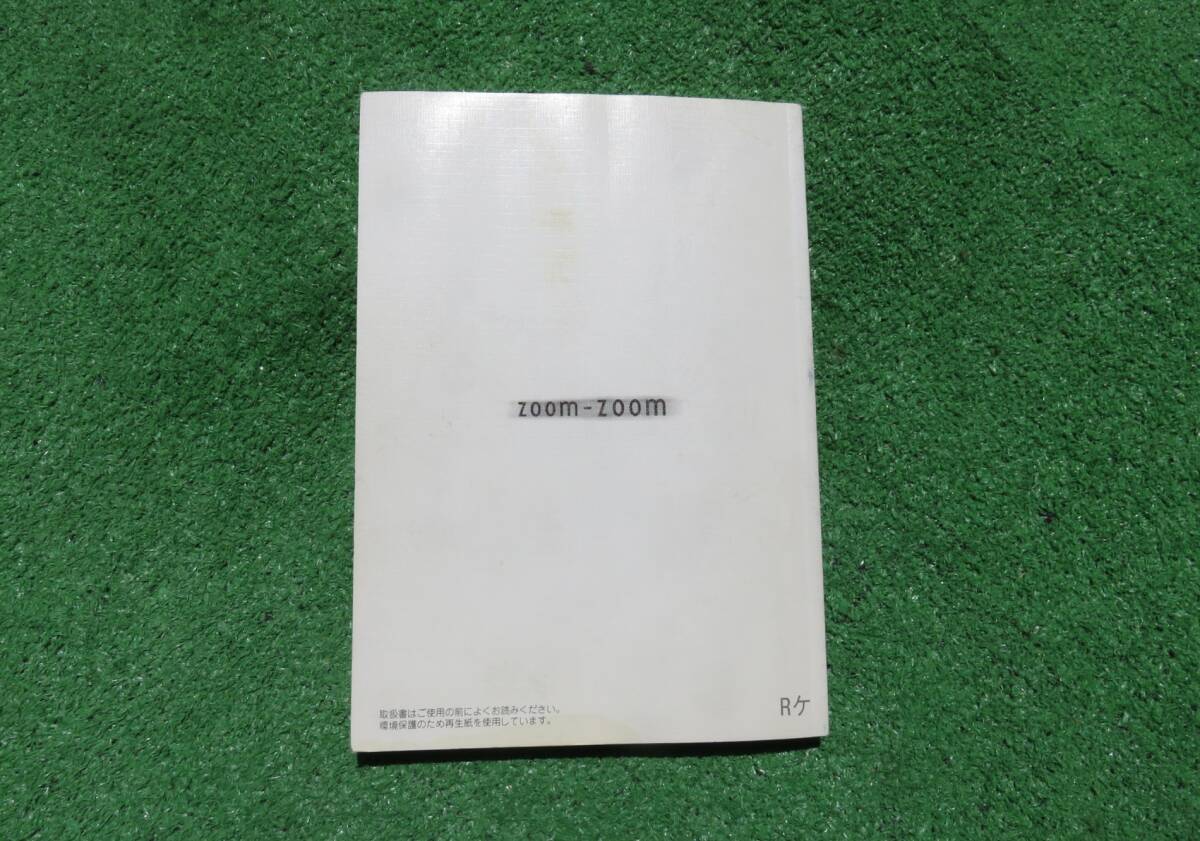 zoom-zoom
取扱書はご使用の前によくお読みください。
環境保護のため再生紙を使用しています。
Rケ